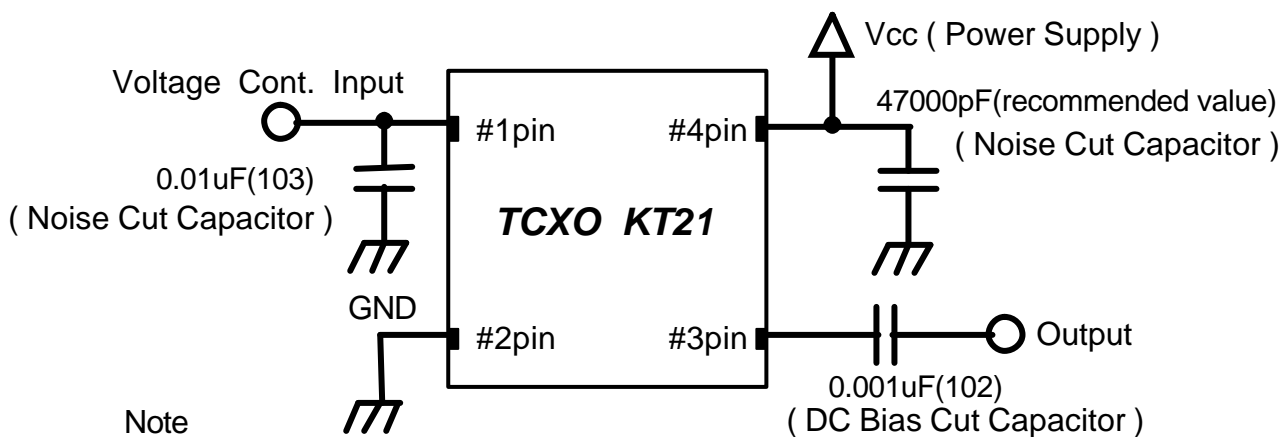 Vcc ( Power Supply )
Voltage Cont. Input
47000pF(recommended value)
( Noise Cut Capacitor )
#1pin
#4pin
0.01uF(103)
( Noise Cut Capacitor )
TCXO KT21
GND
#2pin
#3pin
Output
0.001uF(102)
( DC Bias Cut Capacitor )
Note